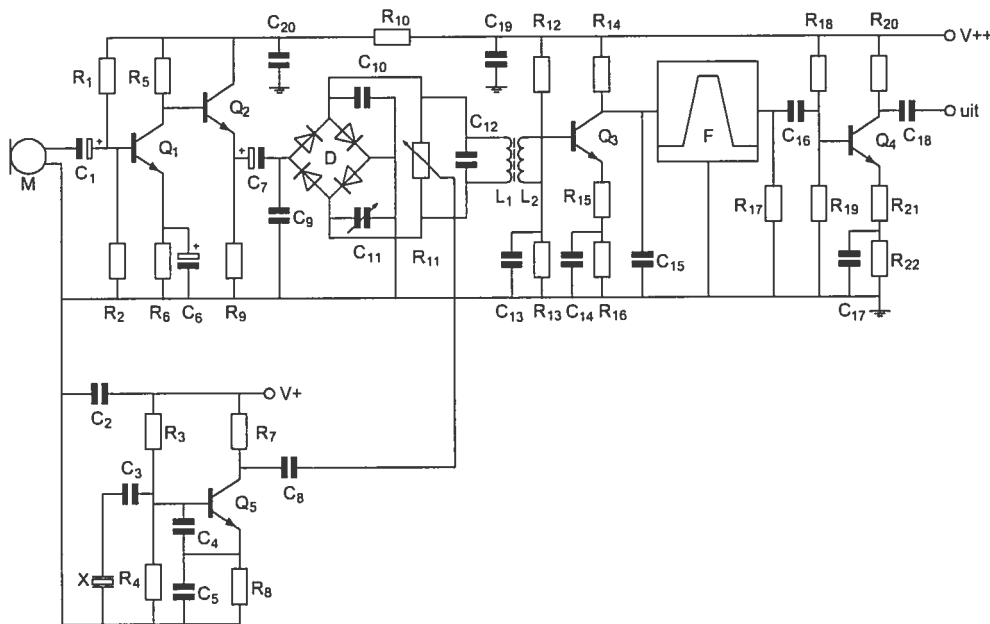 C20 R10 C19 R12 R14 R18 R20 V++
R1 R5 Q2 C10 C12 Q3 F C16 Q4 C18 uit
M C1 + Q1 + C7 D L1 L2 R15 R17 R19 R21
+ C9 C11 R11 C15 R22
R2 R6 C6 R9 C13 R13 C14 R16 C17
C2 V+
R3 R7
C3 Q5 C8
C4
X R4 C5 R8